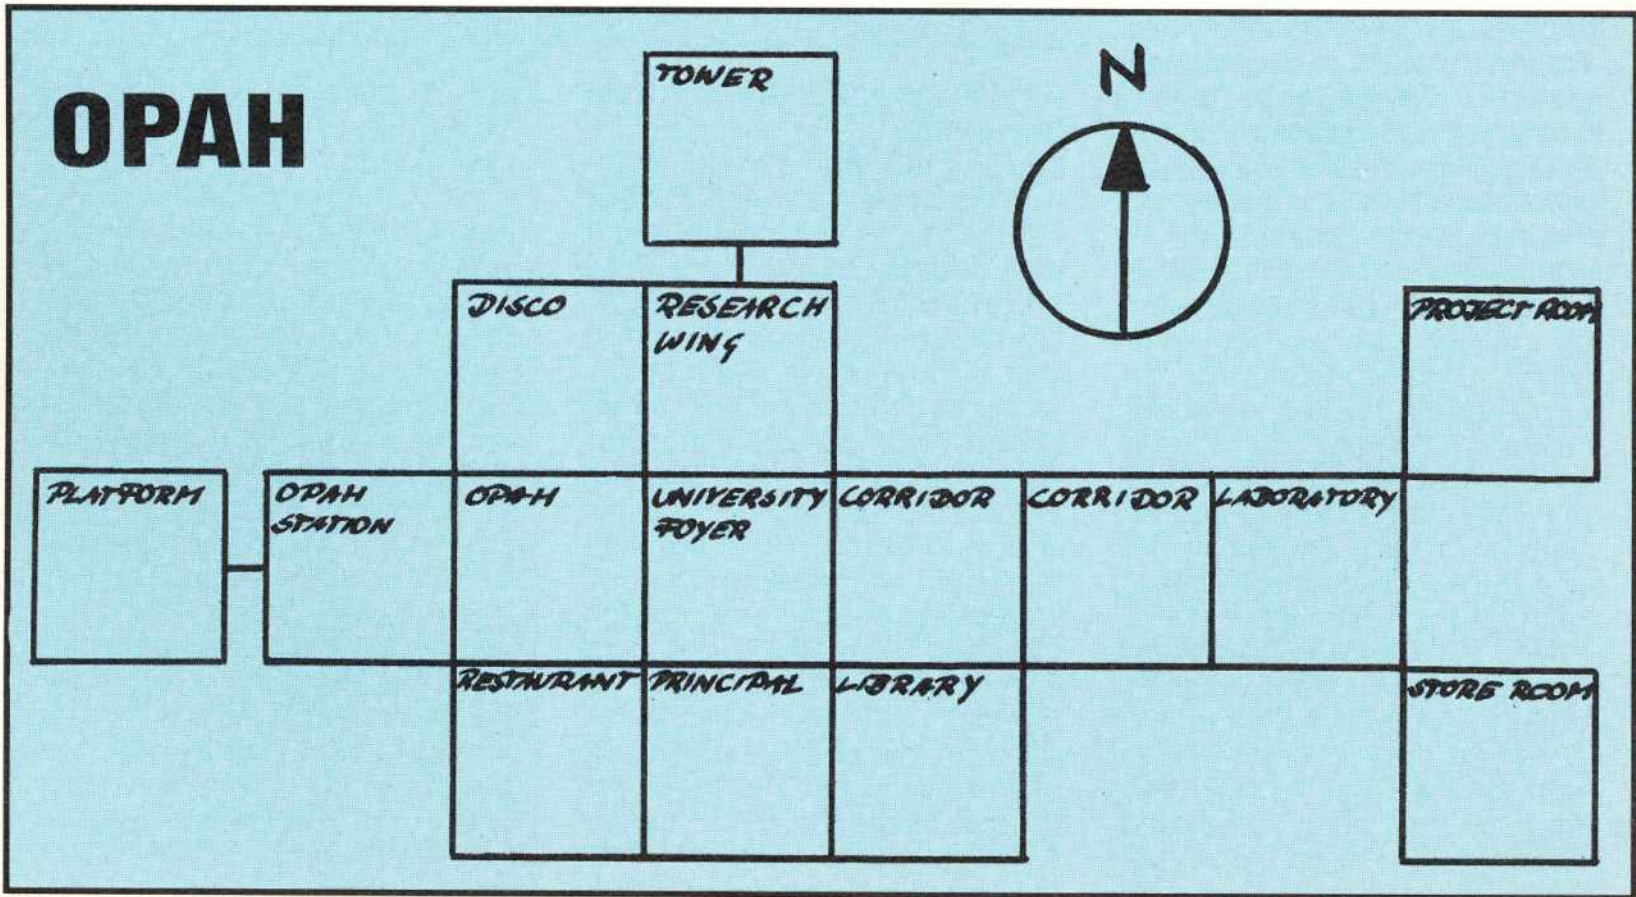 OPAH
TOWER
N
DISCO
RESEARCH
WING
PROJECT ROOM
PLATFORM
OPAH
STATION
OPAH
UNIVERSITY
FOYER
CORRIDOR
CORRIDOR
LABORATORY
RESTAURANT
PRINCIPAL
LIBRARY
STORE ROOM